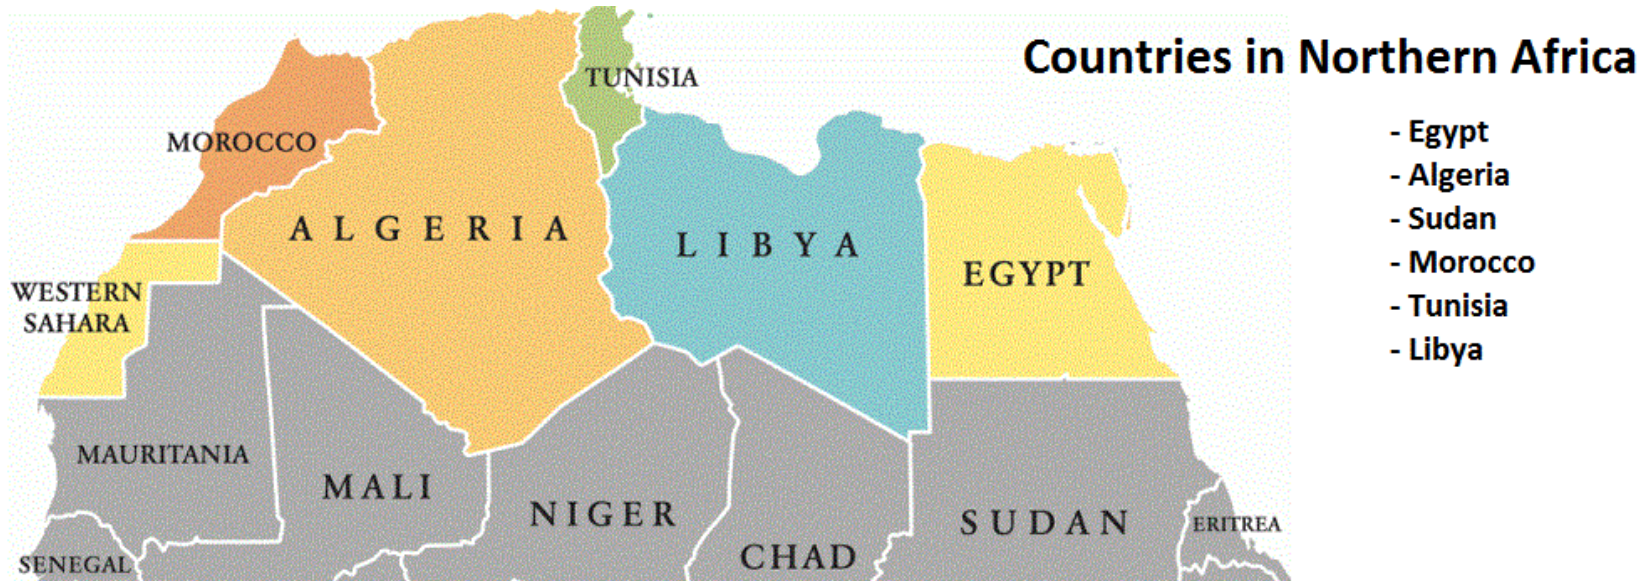 Countries in Northern Africa
- Egypt
- Algeria
- Sudan
- Morocco
- Tunisia
- Libya
TUNISIA
MOROCCO
ALGERIA
LIBYA
EGYPT
WESTERN
SAHARA
MAURITANIA
MALI
NIGER
SUDAN
ERITREA
CHAD
SENEGAL